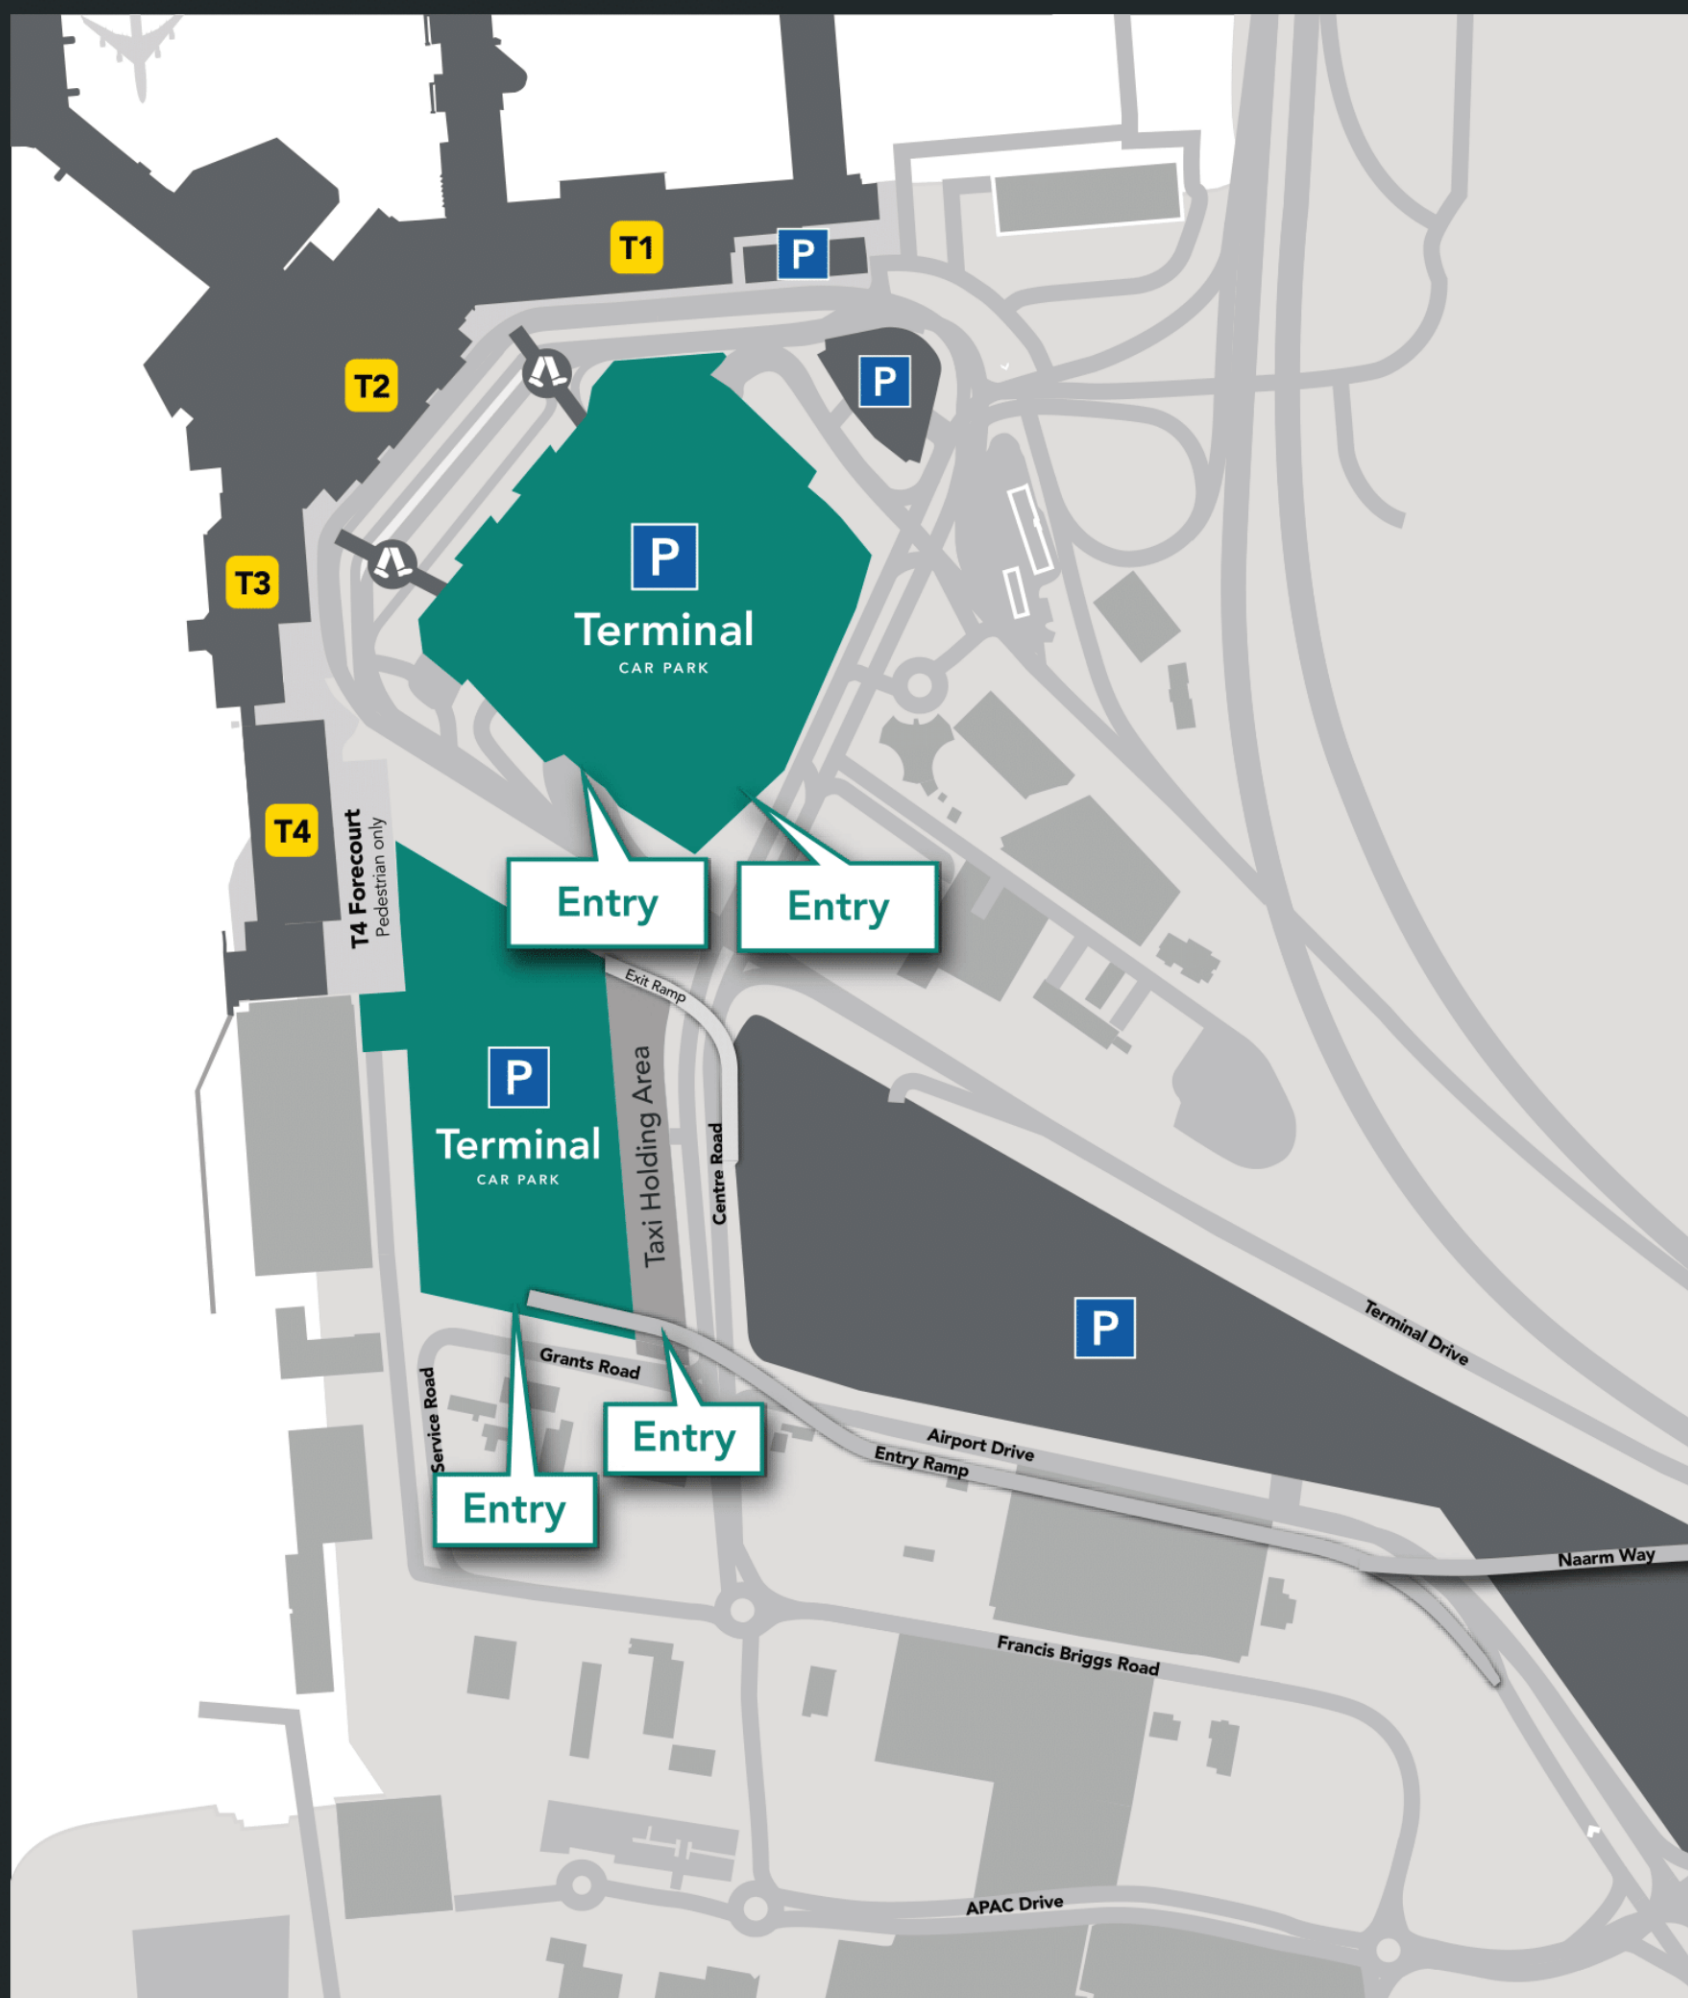 T1
P
P
T2
P
Terminal
CAR PARK
T3
T4
T4 Forecourt
Pedestrian only
Entry
Entry
Exit Ramp
P
Terminal
CAR PARK
Taxi Holding Area
Centre Road
P
Terminal Drive
Grants Road
Service Road
Entry
Entry
Airport Drive
Entry Ramp
Naarm Way
Francis Briggs Road
APAC Drive